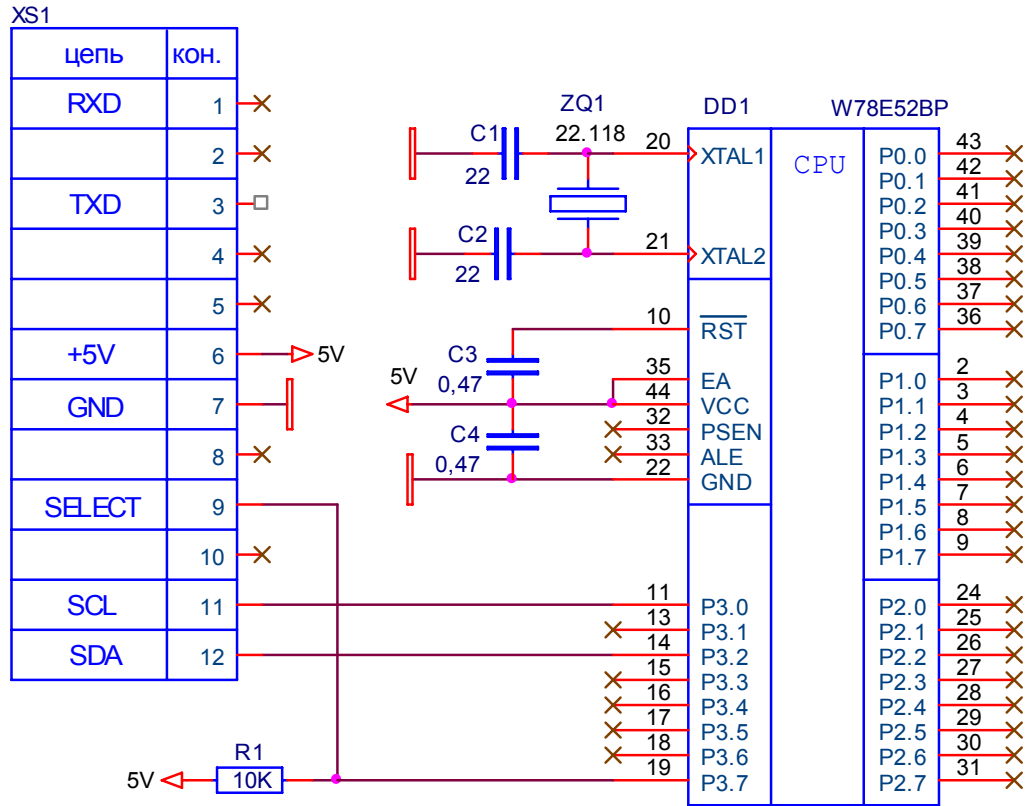 XS1
цепь кон.
RXD 1
2
TXD 3
4
5
+5V 6 5V
GND 7
8
SELECT 9
10
SCL 11
SDA 12
R1
5V 10K
C1
22
C2
22
ZQ1
22.118
C3
0,47
5V
C4
0,47
DD1 W78E52BP
CPU
20 XTAL1
21 XTAL2
10 RST
35 EA
44 VCC
32 PSEN
33 ALE
22 GND
11 P3.0
13 P3.1
14 P3.2
15 P3.3
16 P3.4
17 P3.5
18 P3.6
19 P3.7
P0.0 43
P0.1 42
P0.2 41
P0.3 40
P0.4 39
P0.5 38
P0.6 37
P0.7 36
P1.0 2
P1.1 3
P1.2 4
P1.3 5
P1.4 6
P1.5 7
P1.6 8
P1.7 9
P2.0 24
P2.1 25
P2.2 26
P2.3 27
P2.4 28
P2.5 29
P2.6 30
P2.7 31